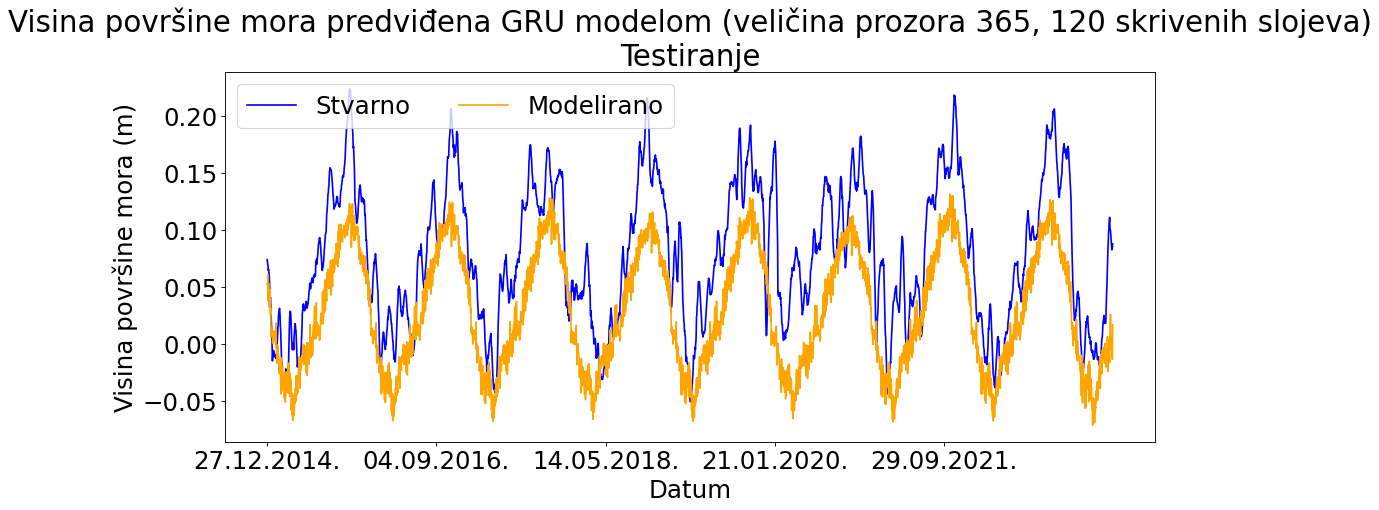 Visina površine mora predviđena GRU modelom (veličina prozora 365, 120 skrivenih slojeva)
Testiranje
Stvarno
Modelirano
Visina površine mora (m)
0.20
0.15
0.10
0.05
0.00
−0.05
27.12.2014.
04.09.2016.
14.05.2018.
21.01.2020.
29.09.2021.
Datum